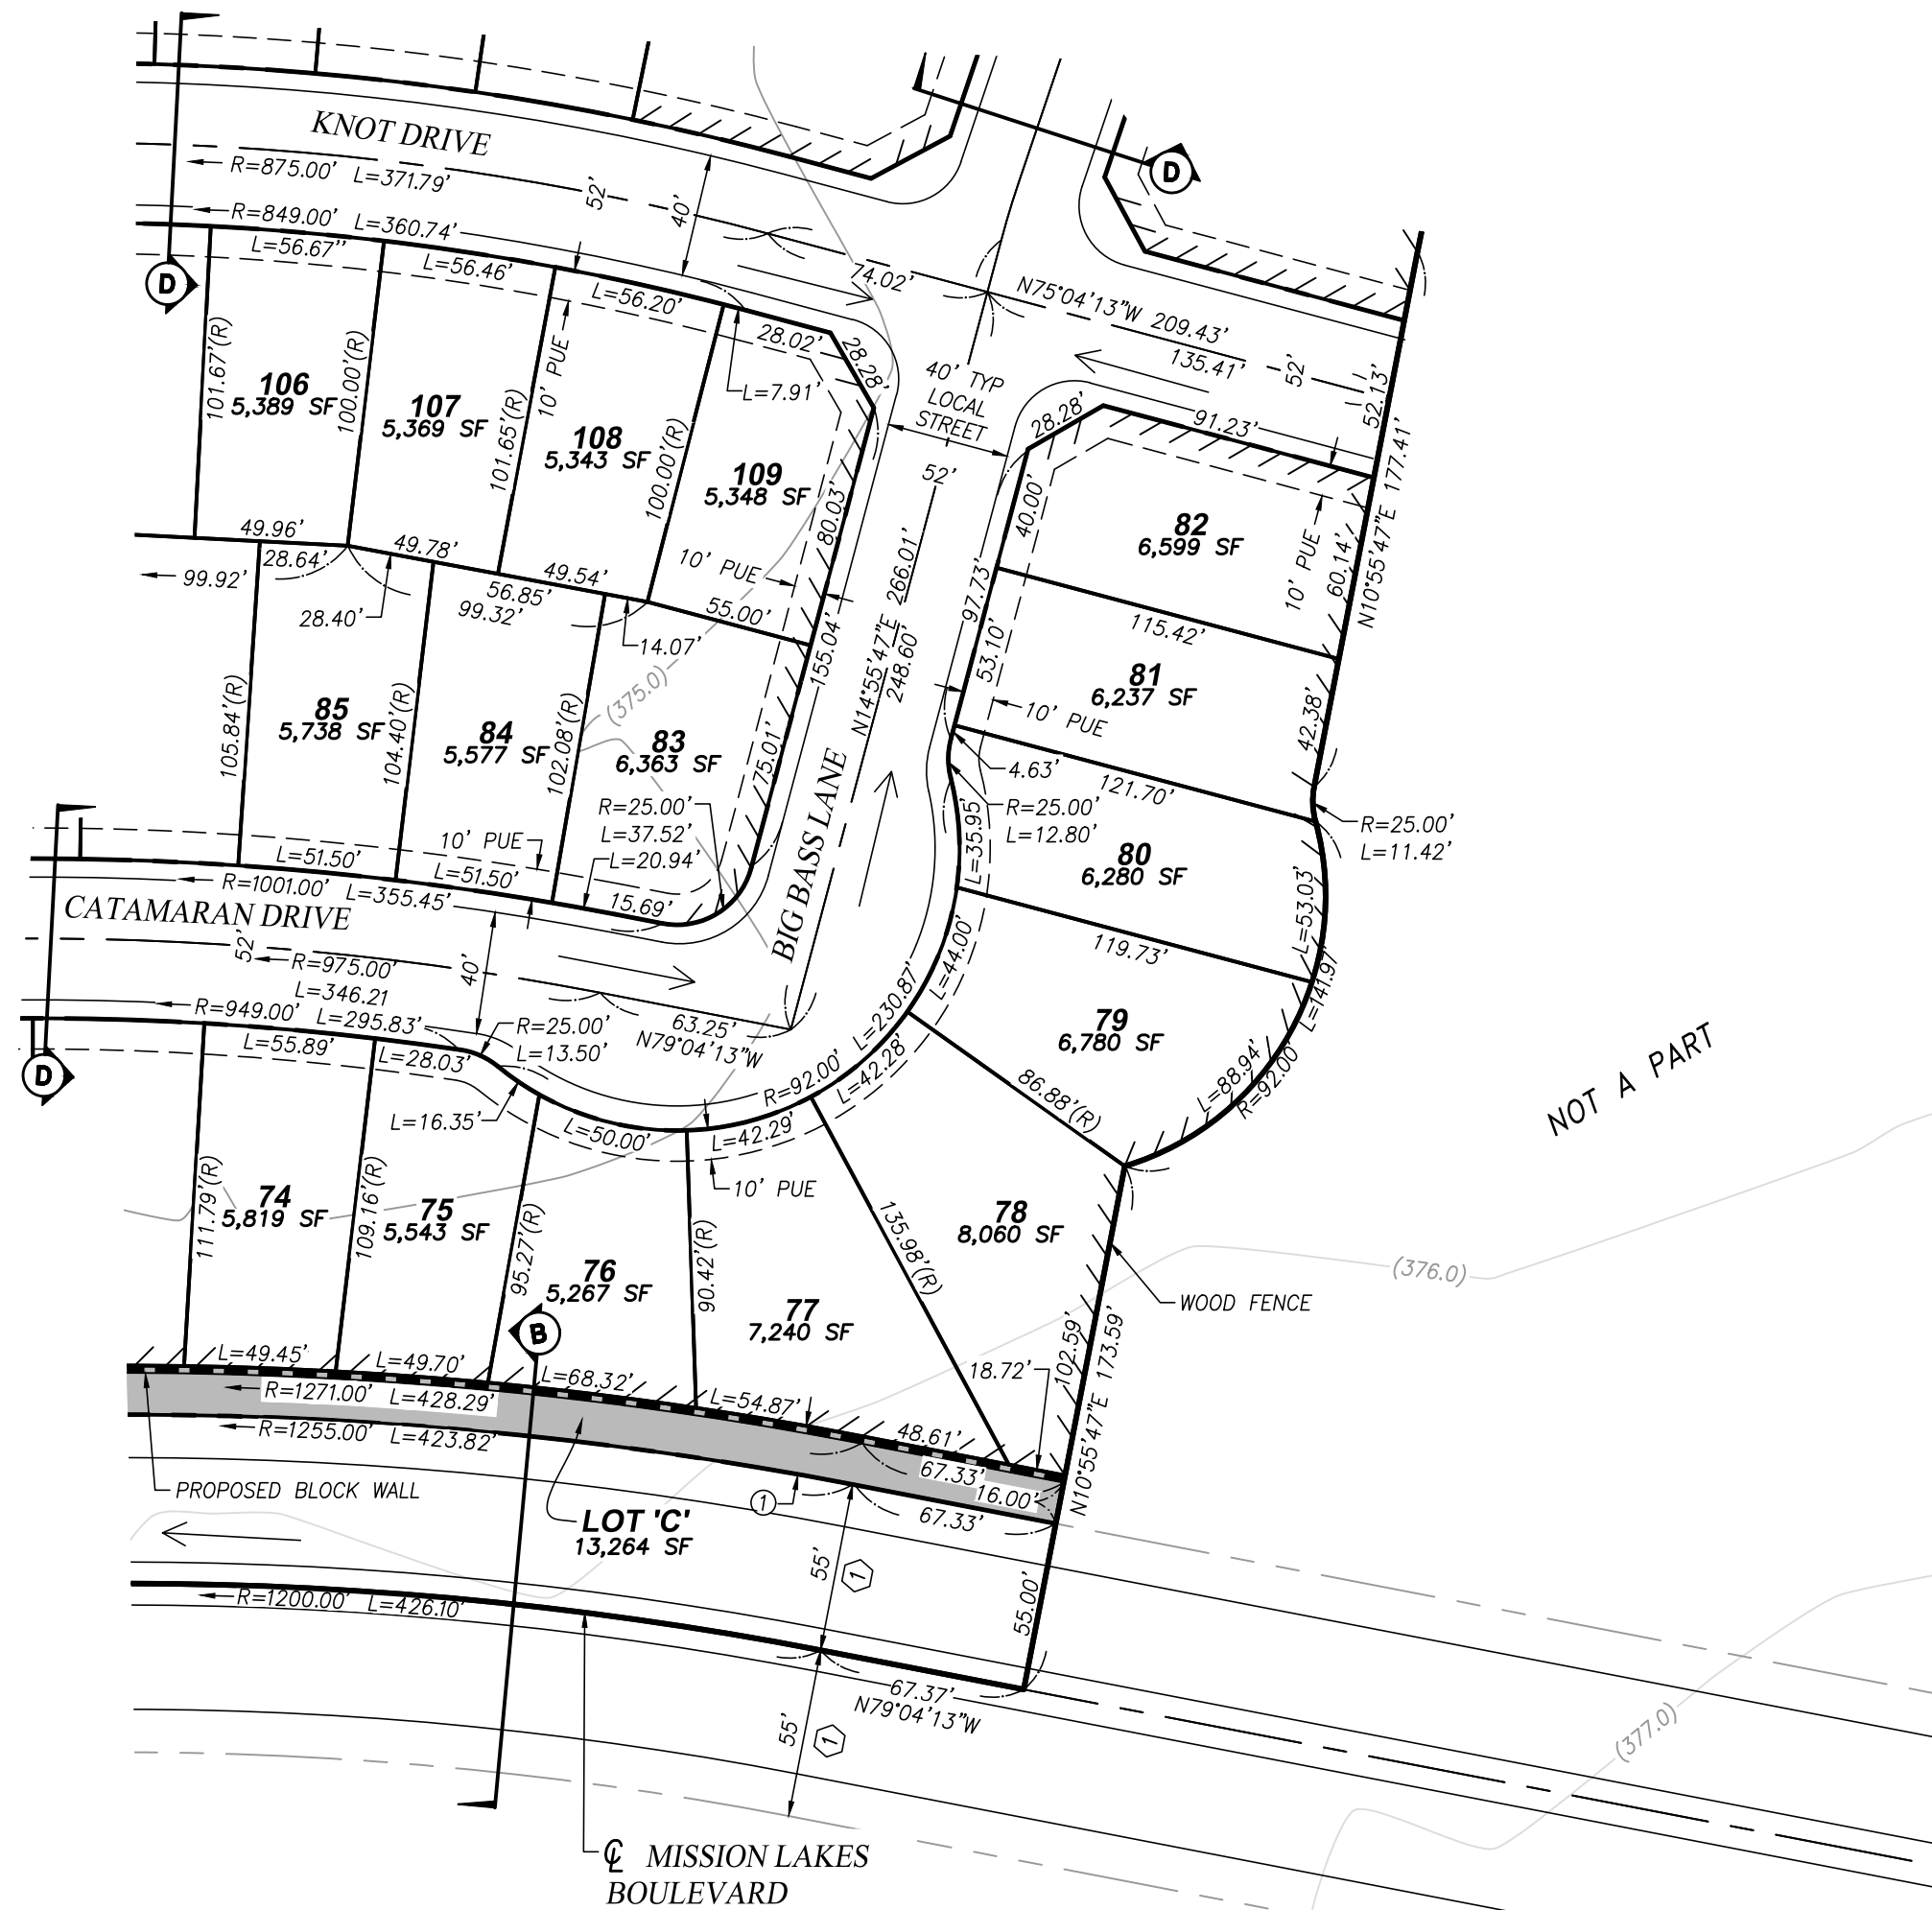 KNOT DRIVE
R=875.00' L=371.79'
52'
40'
R=849.00' L=360.74'
L=56.67''
L=56.46'
L=56.20'
74.02'
28.02'
28.28'
L=7.91'
N75°04'13"W 209.43'
135.41'
52'
52.13'
D
D
101.67'(R)
106
5,389 SF
100.00'(R)
107
5,369 SF
101.65'(R)
10' PUE
108
5,343 SF
100.00'(R)
109
5,348 SF
80.03'
40' TYP
LOCAL
STREET
52'
28.28'
91.23'
N10°55'47"E 177.41'
40.00'
82
6,599 SF
10' PUE
60.14'
49.96'
28.64'
99.92'
49.78'
28.40'
56.85'
99.32'
49.54'
14.07'
55.00'
10' PUE
155.04'
N14°55'47"E 266.01'
248.60'
97.73'
53.10'
115.42'
81
6,237 SF
10' PUE
42.38'
(375.0)
105.84'(R)
85
5,738 SF
104.40'(R)
84
5,577 SF
102.08'(R)
83
6,363 SF
75.01'
R=25.00'
L=37.52'
L=20.94'
15.69'
10' PUE
L=51.50'
L=51.50'
BIG BASS LANE
4.63'
R=25.00'
L=12.80'
121.70'
L=35.95'
80
6,280 SF
R=25.00'
L=11.42'
L=53.03'
R=1001.00' L=355.45'
CATAMARAN DRIVE
52'
40'
R=975.00'
L=346.21
R=949.00' L=295.83'
R=25.00'
L=13.50'
63.25'
N79°04'13"W
L=44.00'
119.73'
79
6,780 SF
L=141.97'
L=88.94'
R=92.00'
R=92.00' L=230.87'
L=42.28'
86.88'(R)
D
L=55.89'
L=28.03'
L=16.35'
L=50.00'
L=42.29'
10' PUE
NOT A PART
111.79'(R)
74
5,819 SF
109.16'(R)
75
5,543 SF
95.27'(R)
76
5,267 SF
90.42'(R)
77
7,240 SF
135.98'(R)
78
8,060 SF
(376.0)
WOOD FENCE
B
18.72'
102.59'
N10°55'47"E 173.59'
L=49.45'
L=49.70'
L=68.32'
L=54.87'
48.61'
R=1271.00' L=428.29'
R=1255.00' L=423.82'
67.33'
16.00'
67.33'
PROPOSED BLOCK WALL
1
LOT 'C'
13,264 SF
55'
1
55.00'
R=1200.00' L=426.10'
67.37'
N79°04'13"W
55'
1
(377.0)
℄ MISSION LAKES
BOULEVARD